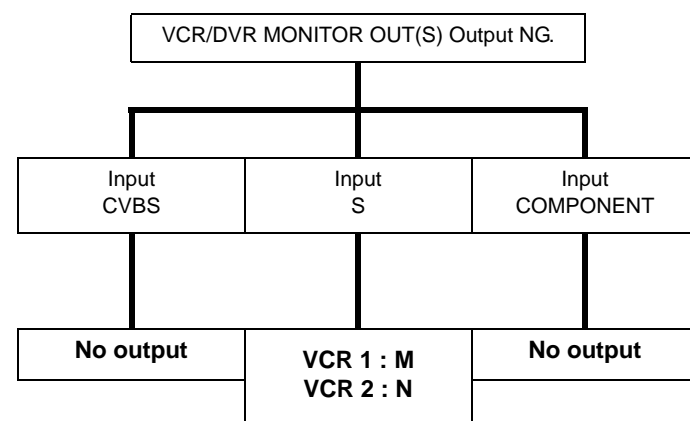 VCR/DVR MONITOR OUT(S) Output NG.
Input
CVBS
Input
S
Input
COMPONENT
No output
VCR 1 : M
VCR 2 : N
No output